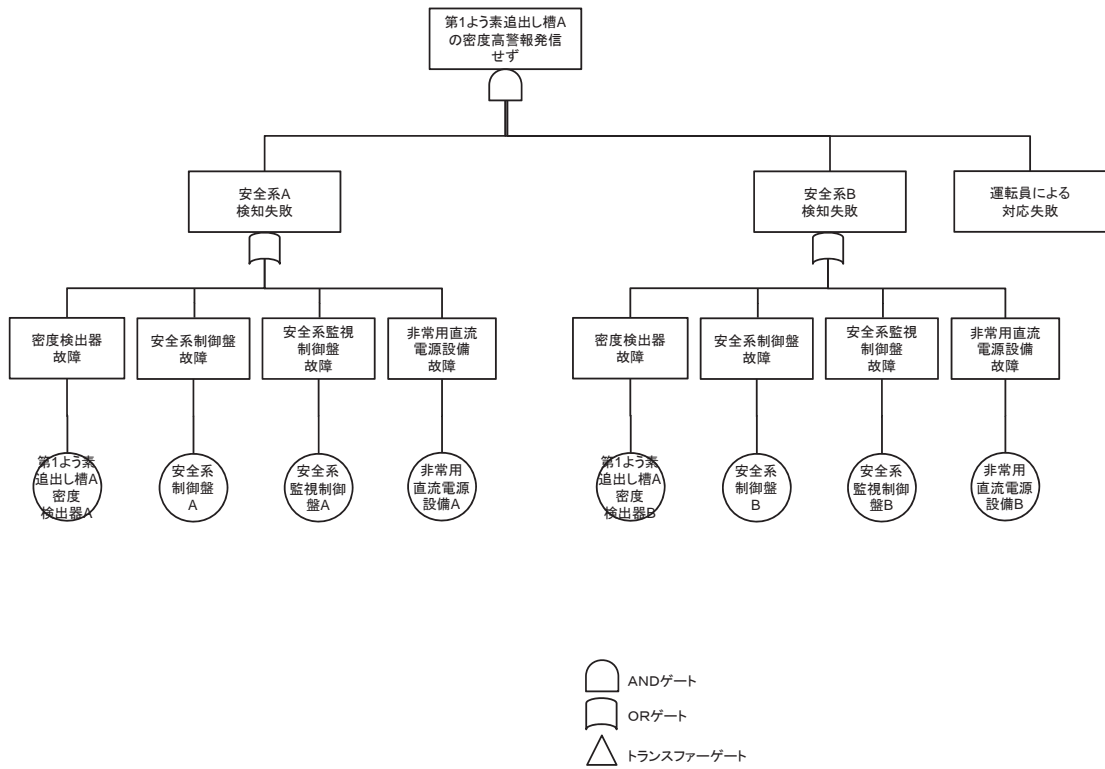 第1よう素追出し槽A
の密度高警報発信
せず
安全系A
検知失敗
安全系B
検知失敗
運転員による
対応失敗
密度検出器
故障
安全系制御盤
故障
安全系監視
制御盤
故障
非常用直流
電源設備
故障
密度検出器
故障
安全系制御盤
故障
安全系監視
制御盤
故障
非常用直流
電源設備
故障
第1よう素
追出し槽A
密度
検出器A
安全系
制御盤
A
安全系
監視制御
盤A
非常用
直流電源
設備A
第1よう素
追出し槽A
密度
検出器B
安全系
制御盤
B
安全系
監視制御
盤B
非常用
直流電源
設備B
ANDゲート
ORゲート
トランスファーゲート